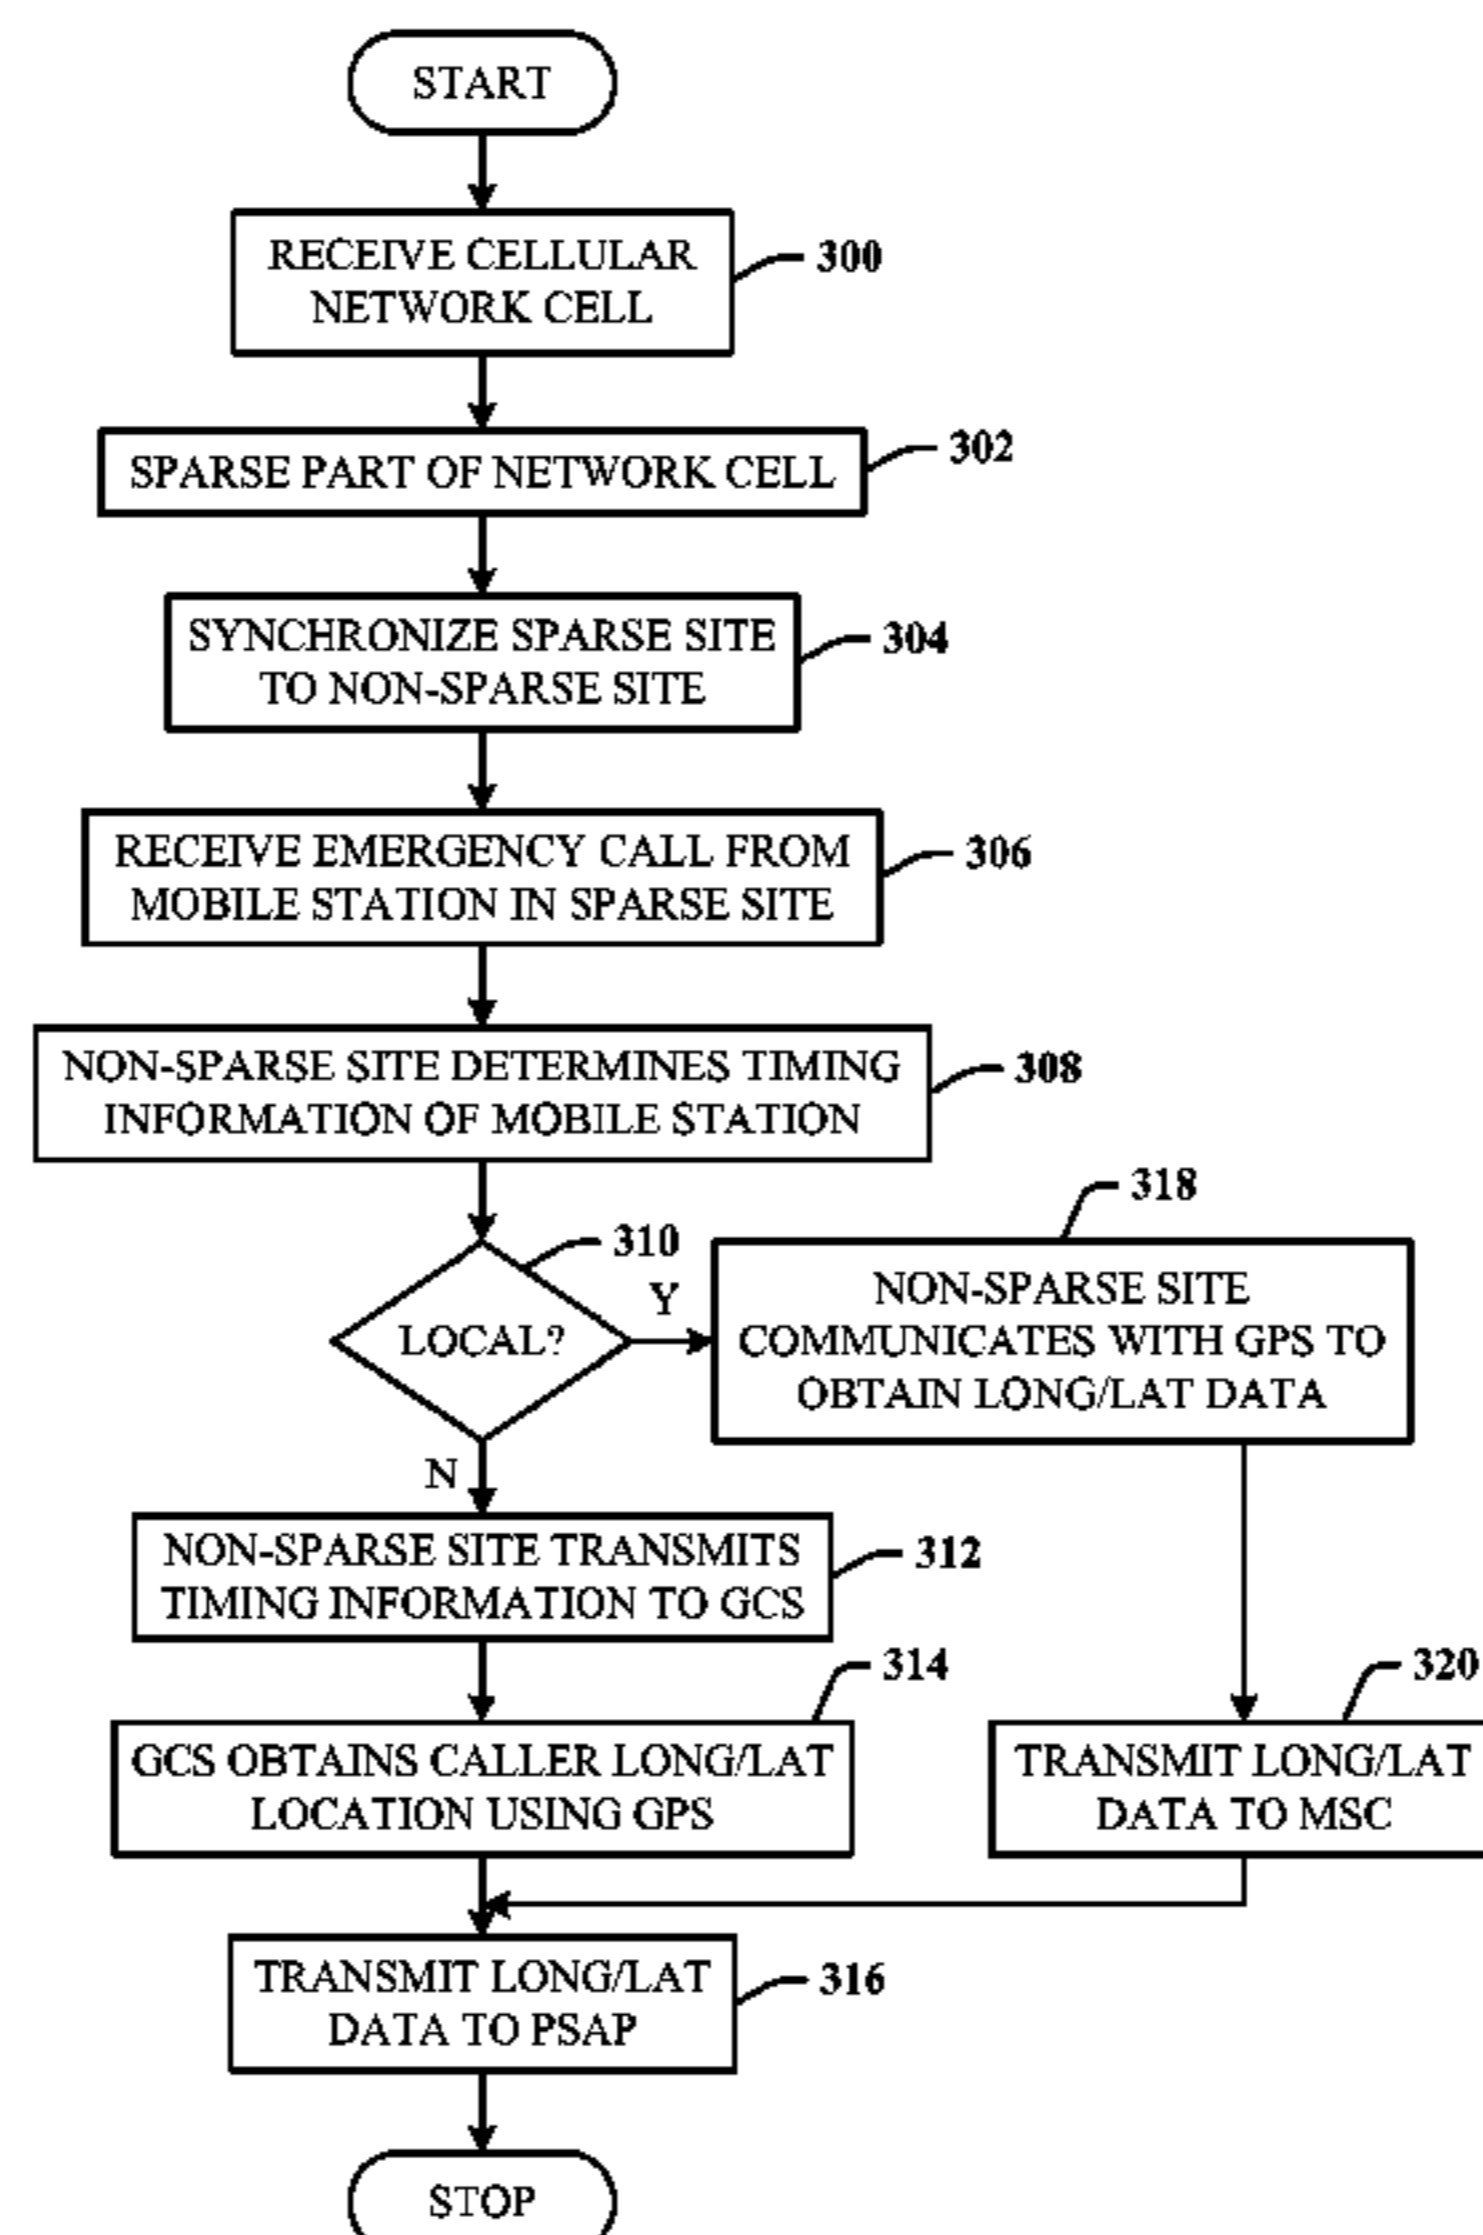 START
RECEIVE CELLULAR
NETWORK CELL
300
SPARSE PART OF NETWORK CELL
302
SYNCHRONIZE SPARSE SITE
TO NON-SPARSE SITE
304
RECEIVE EMERGENCY CALL FROM
MOBILE STATION IN SPARSE SITE
306
NON-SPARSE SITE DETERMINES TIMING
INFORMATION OF MOBILE STATION
308
LOCAL?
310
Y
318
NON-SPARSE SITE
COMMUNICATES WITH GPS TO
OBTAIN LONG/LAT DATA
N
NON-SPARSE SITE TRANSMITS
TIMING INFORMATION TO GCS
312
314
GCS OBTAINS CALLER LONG/LAT
LOCATION USING GPS
320
TRANSMIT LONG/LAT
DATA TO MSC
TRANSMIT LONG/LAT
DATA TO PSAP
316
STOP